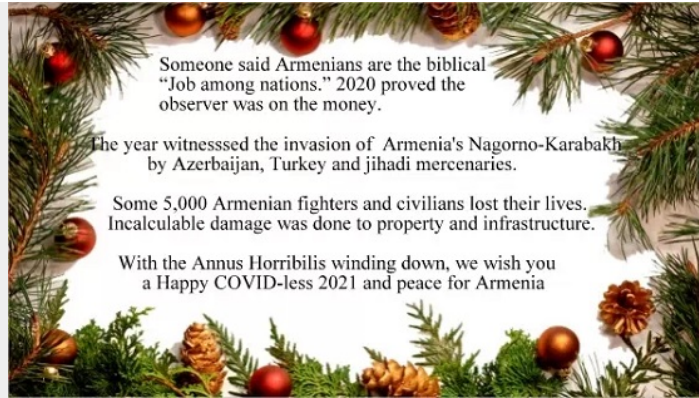 Someone said Armenians are the biblical
“Job among nations.” 2020 proved the
observer was on the money.
The year witnesssed the invasion of Armenia's Nagorno-Karabakh
by Azerbaijan, Turkey and jihadi mercenaries.
Some 5,000 Armenian fighters and civilians lost their lives.
Incalculable damage was done to property and infrastructure.
With the Annus Horribilis winding down, we wish you
a Happy COVID-less 2021 and peace for Armenia